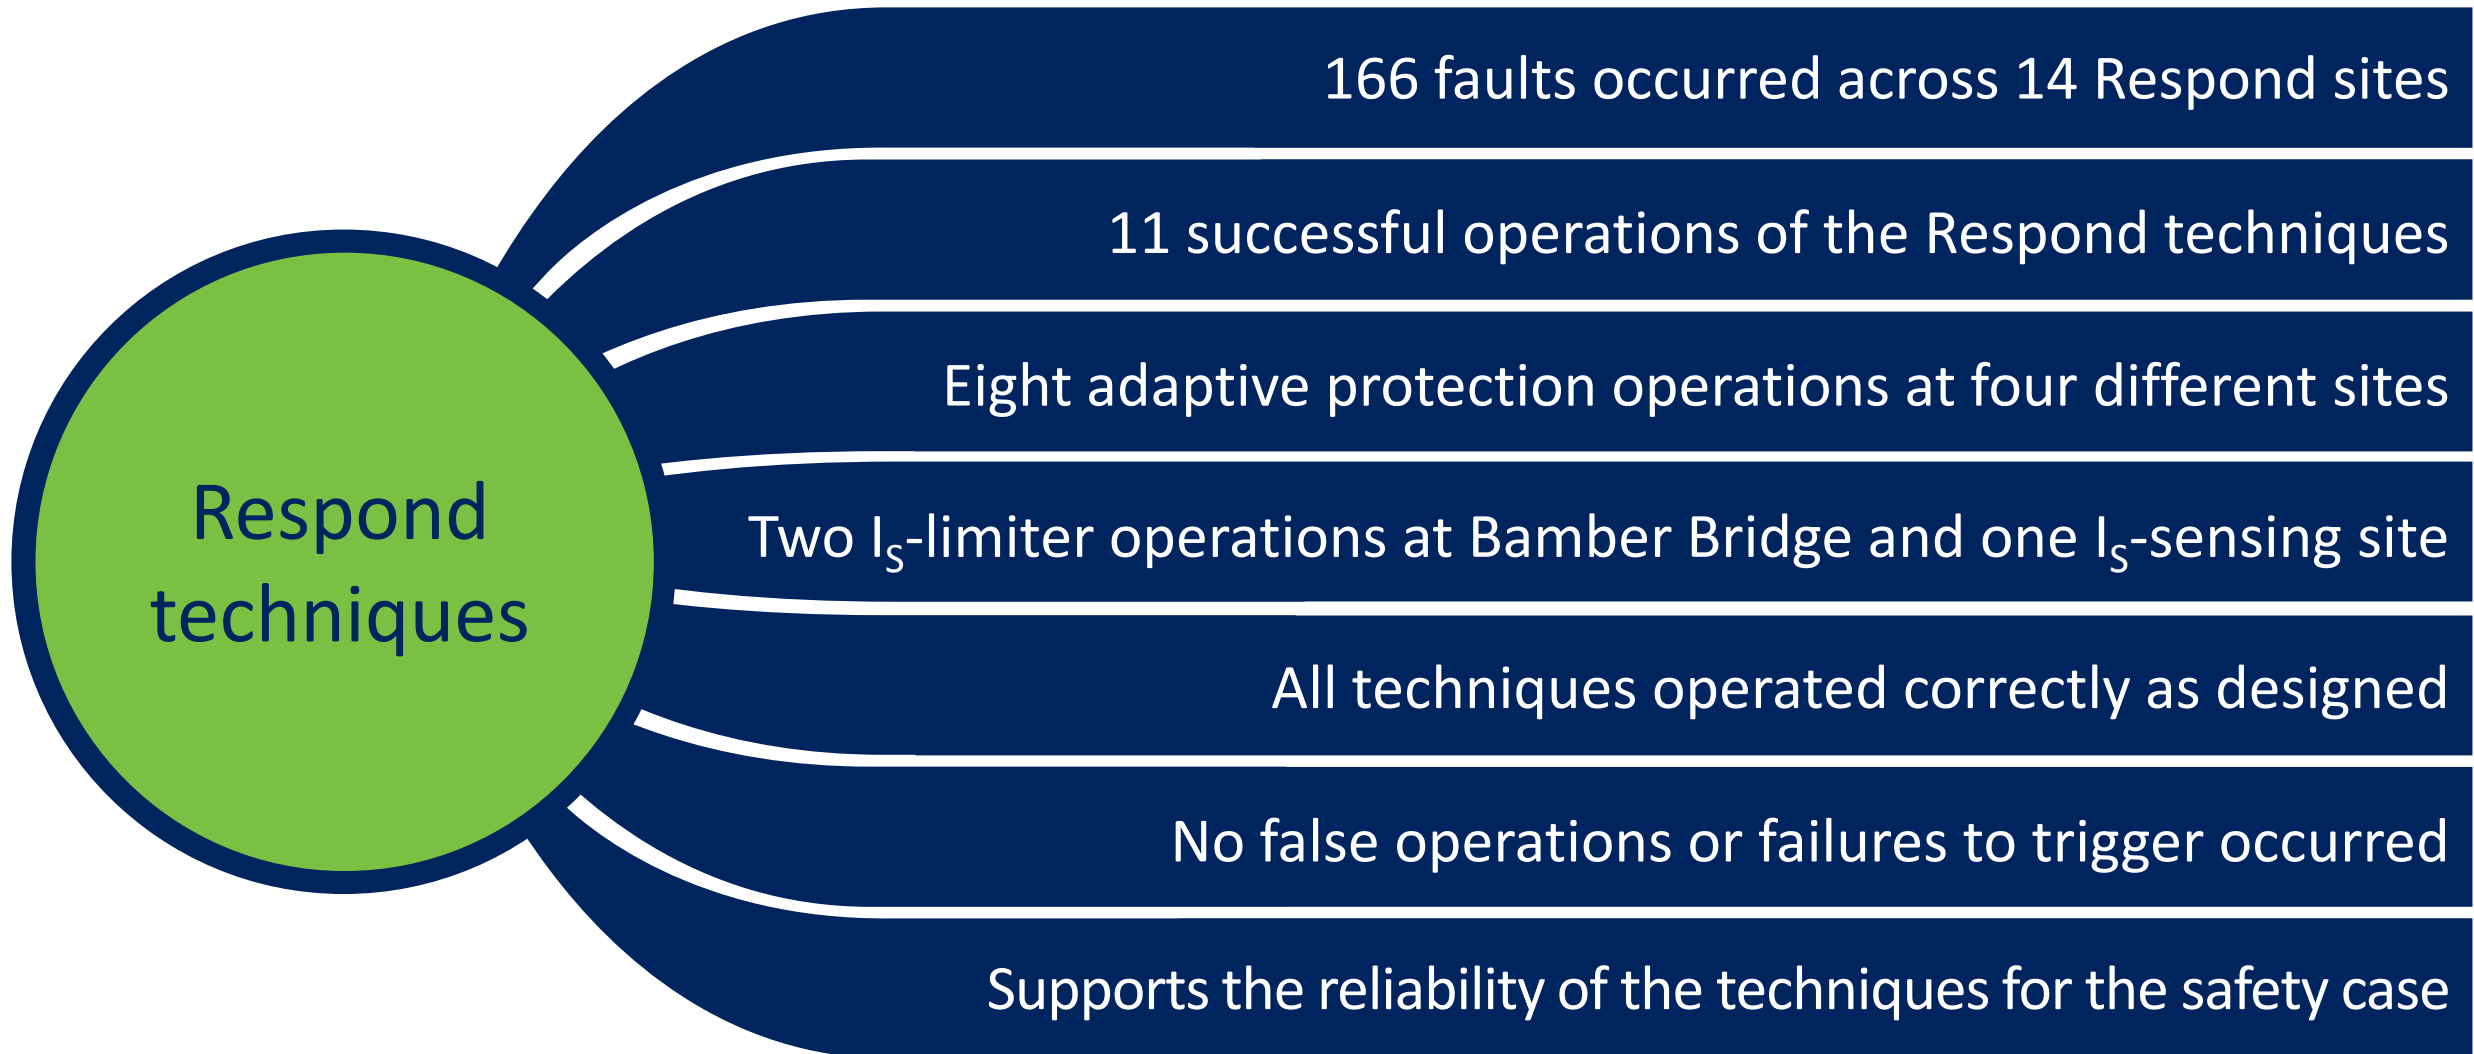 Respond
techniques
166 faults occurred across 14 Respond sites
11 successful operations of the Respond techniques
Eight adaptive protection operations at four different sites
Two IS-limiter operations at Bamber Bridge and one IS-sensing site
All techniques operated correctly as designed
No false operations or failures to trigger occurred
Supports the reliability of the techniques for the safety case